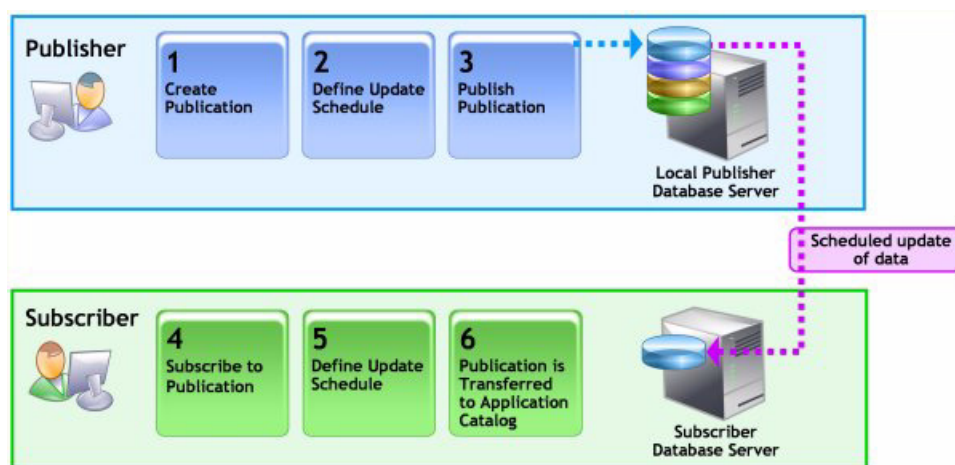 Publisher
1
Create
Publication
2
Define Update
Schedule
3
Publish
Publication
Local Publisher
Database Server
Scheduled update
of data
Subscriber
4
Subscribe to
Publication
5
Define Update
Schedule
6
Publication is
Transferred
to Application
Catalog
Subscriber
Database Server